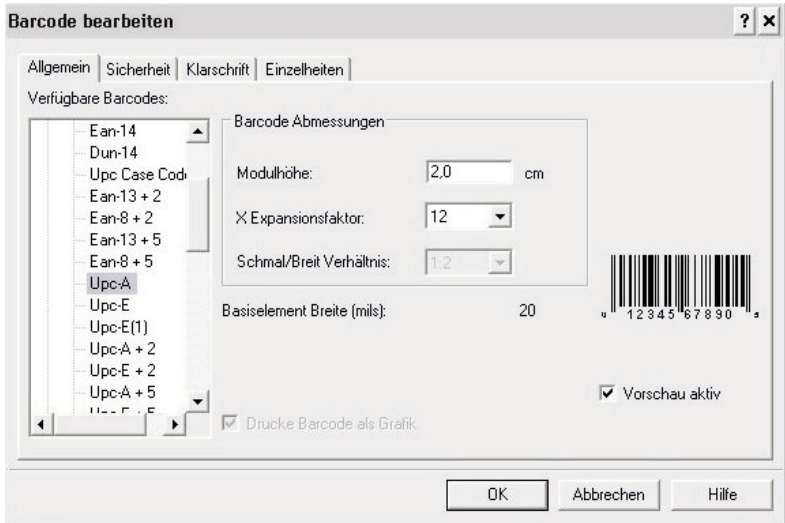 Barcode bearbeiten
Allgemein Sicherheit Klarschrift Einzelheiten
Verfügbare Barcodes:
Ean-14
Dun-14
Upc Case Code
Ean-13 + 2
Ean-8 + 2
Ean-13 + 5
Ean-8 + 5
Upc-A
Upc-E
Upc-E(1)
Upc-A + 2
Upc-E + 2
Upc-A + 5
Barcode Abmessungen
Modulhöhe: 2,0 cm
X Expansionsfaktor: 12
Schmal/Breit Verhältnis: 1:2
Basiselement Breite (mils): 20
12345 67890
Vorschau aktiv
Drucke Barcode als Grafik
OK Abbrechen Hilfe